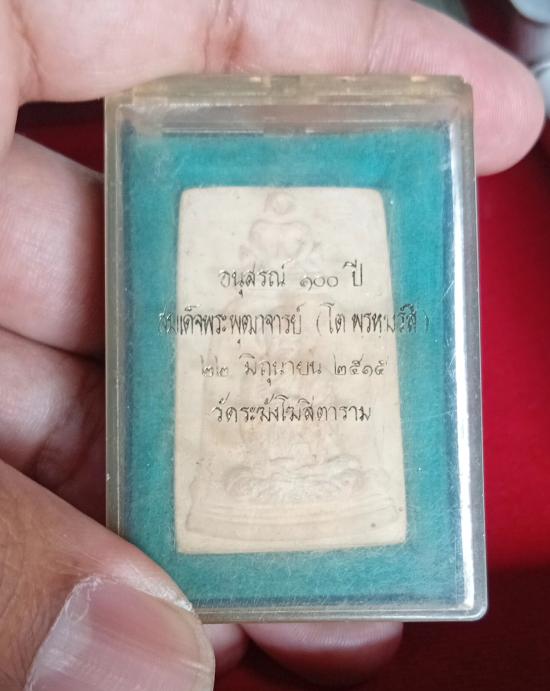 อนุสรณ์ ๑๐๐ ปี
สมเด็จพระพุฒาจารย์ (โต พรหมรังสี)
๒๒ มิถุนายน ๒๕๑๕
วัดระฆังโฆสิตาราม